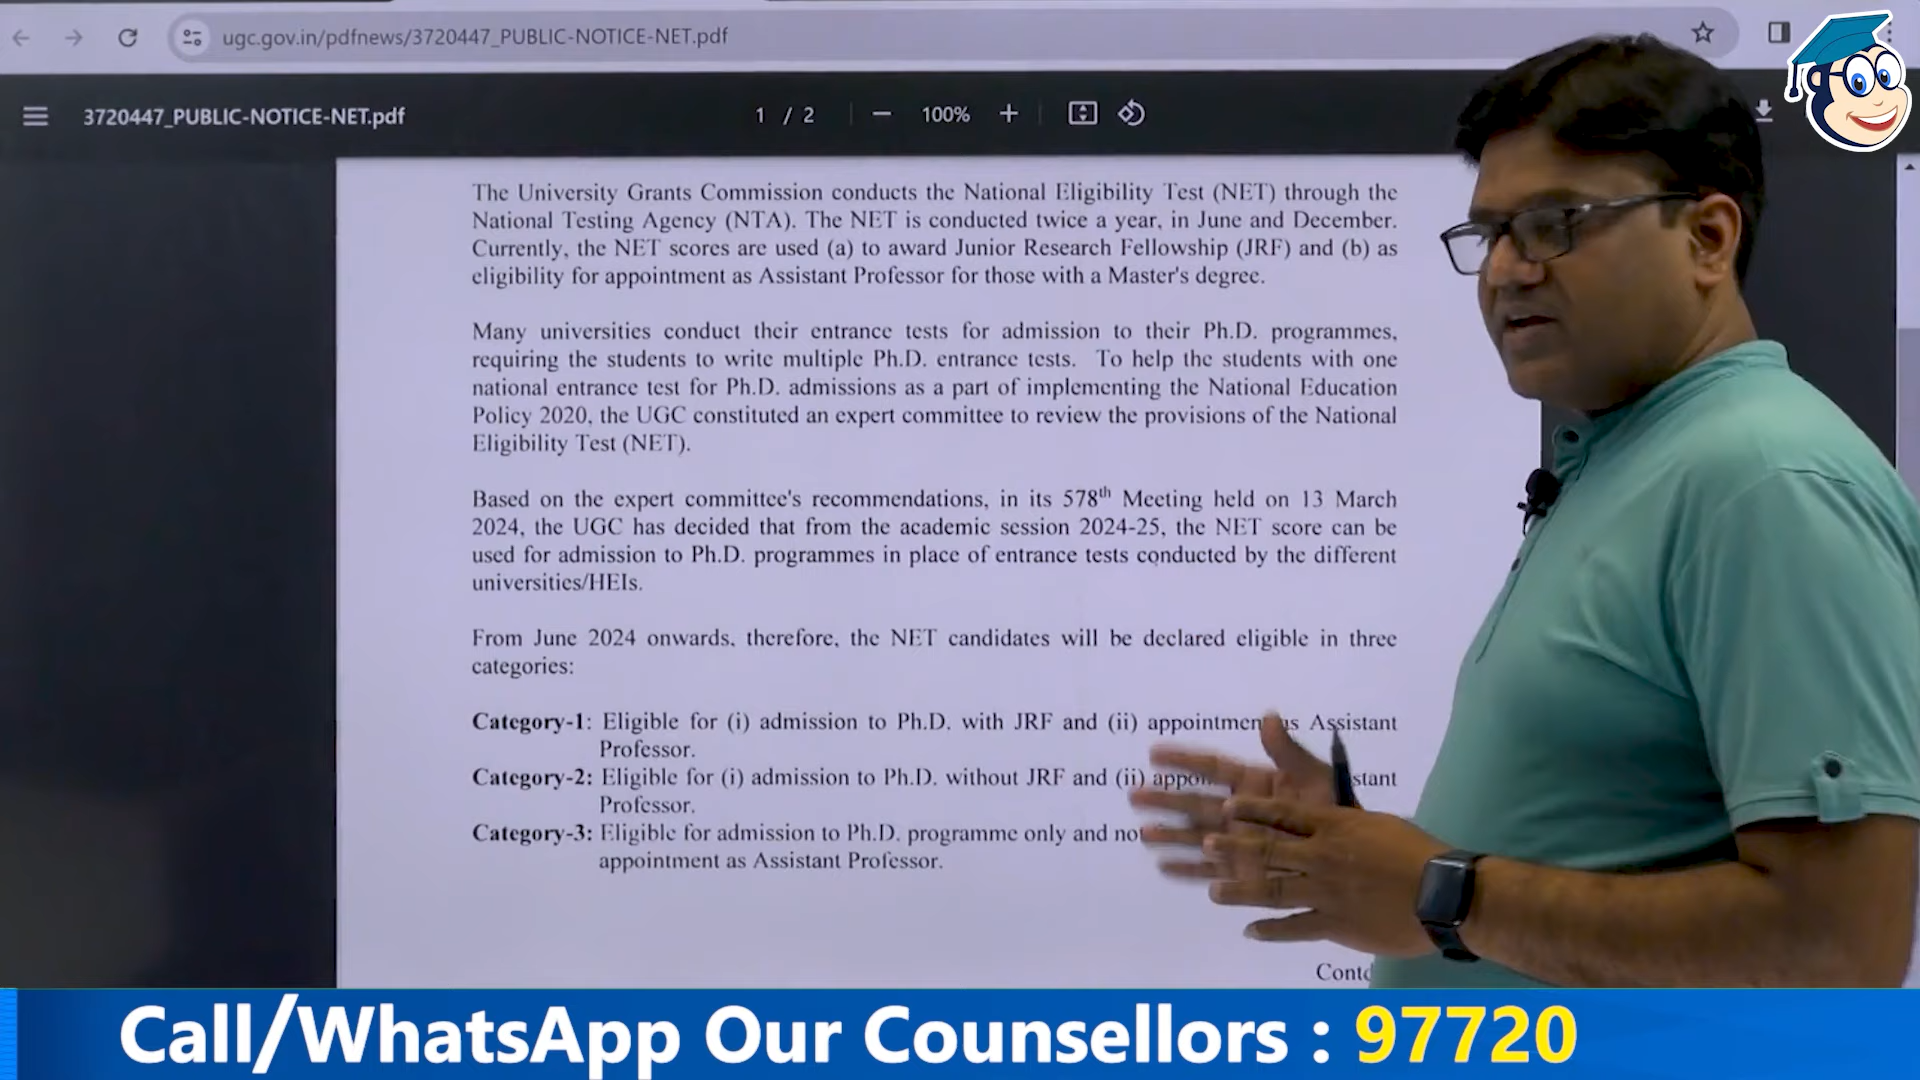 ugc.gov.in/pdfnews/3720447_PUBLIC-NOTICE-NET.pdf
3720447_PUBLIC-NOTICE-NET.pdf
1 / 2
100%
The University Grants Commission conducts the National Eligibility Test (NET) through the
National Testing Agency (NTA). The NET is conducted twice a year, in June and December.
Currently, the NET scores are used (a) to award Junior Research Fellowship (JRF) and (b) as
eligibility for appointment as Assistant Professor for those with a Master's degree.
Many universities conduct their entrance tests for admission to their Ph.D. programmes,
requiring the students to write multiple Ph.D. entrance tests. To help the students with one
national entrance test for Ph.D. admissions as a part of implementing the National Education
Policy 2020, the UGC constituted an expert committee to review the provisions of the National
Eligibility Test (NET).
Based on the expert committee's recommendations, in its 578th Meeting held on 13 March
2024, the UGC has decided that from the academic session 2024-25, the NET score can be
used for admission to Ph.D. programmes in place of entrance tests conducted by the different
universities/HEIs.
From June 2024 onwards, therefore, the NET candidates will be declared eligible in three
categories:
Category-1: Eligible for (i) admission to Ph.D. with JRF and (ii) appointment as Assistant
Professor.
Category-2: Eligible for (i) admission to Ph.D. without JRF and (ii)
Professor.
Category-3: Eligible for admission to Ph.D. programme only and
appointment as Assistant Professor.
Call/WhatsApp Our Counsellors : 97720